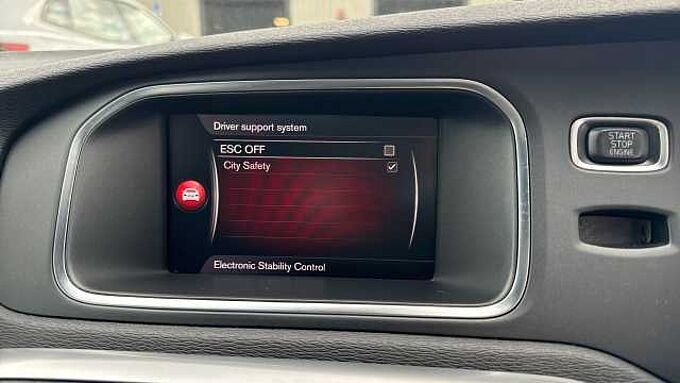 Driver support system
ESC OFF
City Safety
Electronic Stability Control
START
STOP
ENGINE